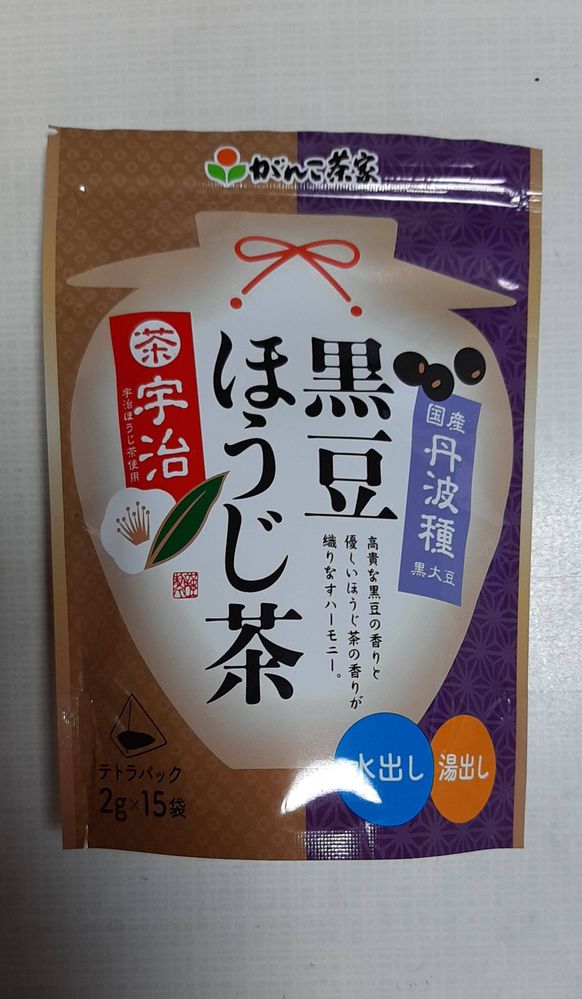 がんこ茶家
黒豆
ほうじ茶
国産
丹波種
黒大豆
茶
宇治
宇治ほうじ茶使用
高貴な黒豆の香りと
優しいほうじ茶の香りが
織りなすハーモニー。
テトラパック
2g×15袋
水出し
湯出し